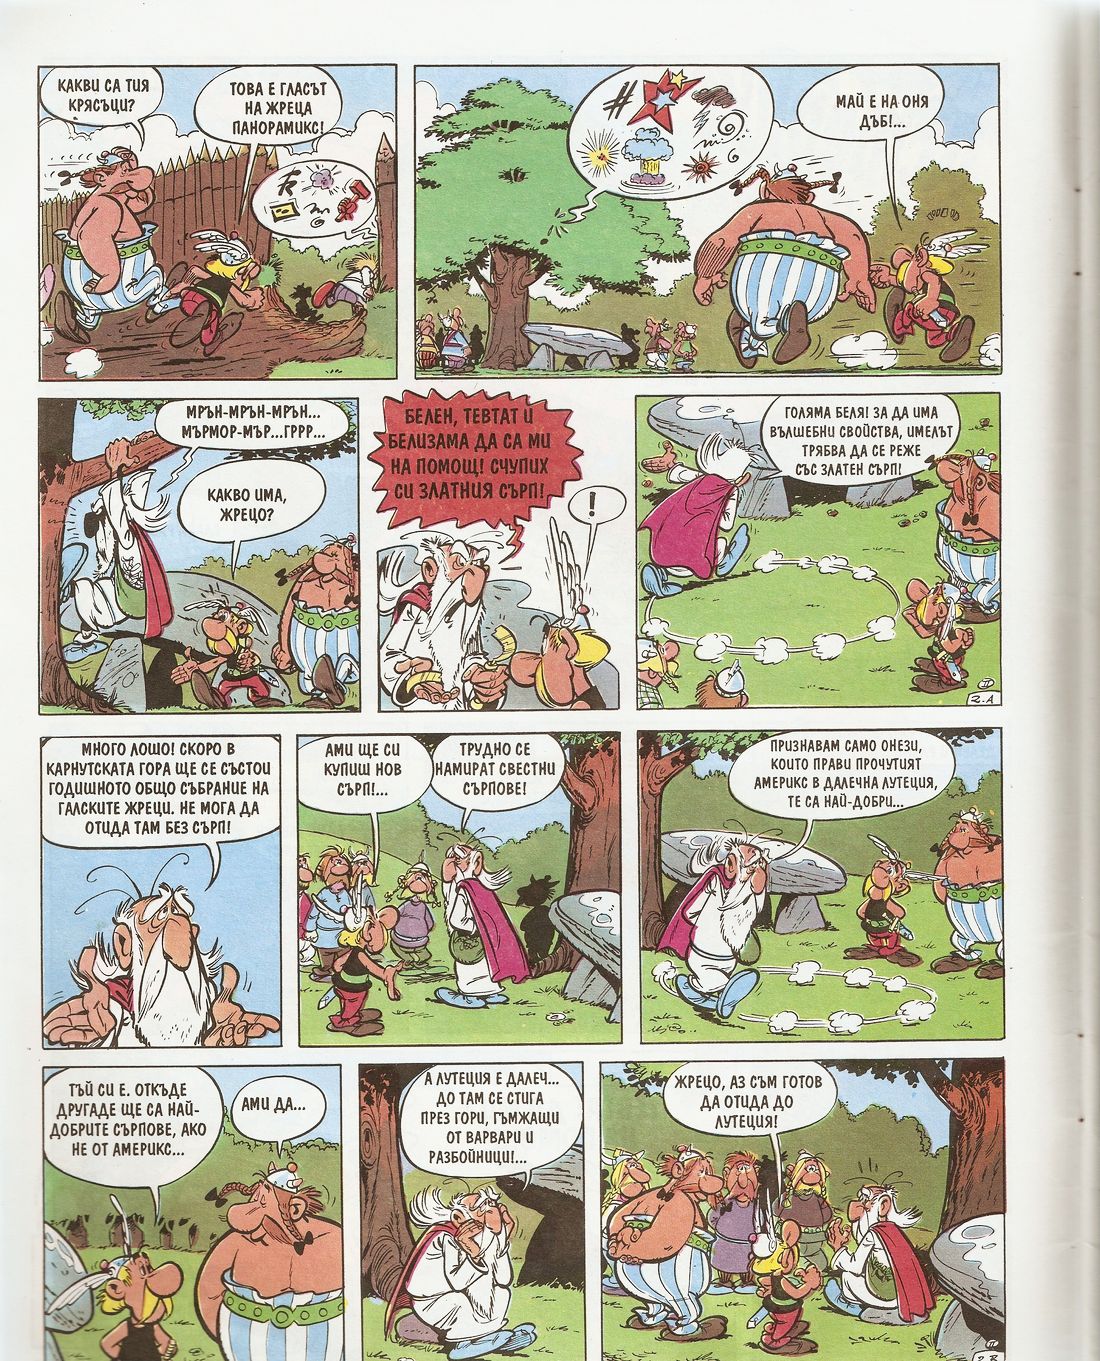 КАКВИ СА ТИЯ
КРЯСЪЦИ?
ТОВА Е ГЛАСЪТ
НА ЖРЕЦА
ПАНОРАМИКС!
МАЙ Е НА ОНЯ
ДЪБ!...
МРЪН-МРЪН-МРЪН...
МЪРМОР-МЪР...ГРРР...
КАКВО ИМА,
ЖРЕЦО?
БЕЛЕН, ТЕВТАТ И
БЕЛИЗАМА ДА СА МИ
НА ПОМОЩ! СЧУПИХ
СИ ЗЛАТНИЯ СЪРП!
!
ГОЛЯМА БЕЛЯ! ЗА ДА ИМА
ВЪЛШЕБНИ СВОЙСТВА, ИМЕЛЪТ
ТРЯБВА ДА СЕ РЕЖЕ
СЪС ЗЛАТЕН СЪРП!
2-A
МНОГО ЛОШО! СКОРО В
КАРНУТСКАТА ГОРА ЩЕ СЕ СЪСТОИ
ГОДИШНОТО ОБЩО СЪБРАНИЕ НА
ГАЛСКИТЕ ЖРЕЦИ. НЕ МОГА ДА
ОТИДА ТАМ БЕЗ СЪРП!
АМИ ЩЕ СИ
КУПИШ НОВ
СЪРП!...
ТРУДНО СЕ
НАМИРАТ СВЕСТНИ
СЪРПОВЕ!
ПРИЗНАВАМ САМО ОНЕЗИ,
КОИТО ПРАВИ ПРОЧУТИЯТ
АМЕРИКС В ДАЛЕЧНА ЛУТЕЦИЯ,
ТЕ СА НАЙ-ДОБРИ...
ТЪЙ СИ Е. ОТКЪДЕ
ДРУГАДЕ ЩЕ СА НАЙ-
ДОБРИТЕ СЪРПОВЕ, АКО
НЕ ОТ АМЕРИКС...
АМИ ДА...
А ЛУТЕЦИЯ Е ДАЛЕЧ...
ДО ТАМ СЕ СТИГА
ПРЕЗ ГОРИ, ГЪМЖАЩИ
ОТ ВАРВАРИ И
РАЗБОЙНИЦИ!...
ЖРЕЦО, АЗ СЪМ ГОТОВ
ДА ОТИДА ДО
ЛУТЕЦИЯ!